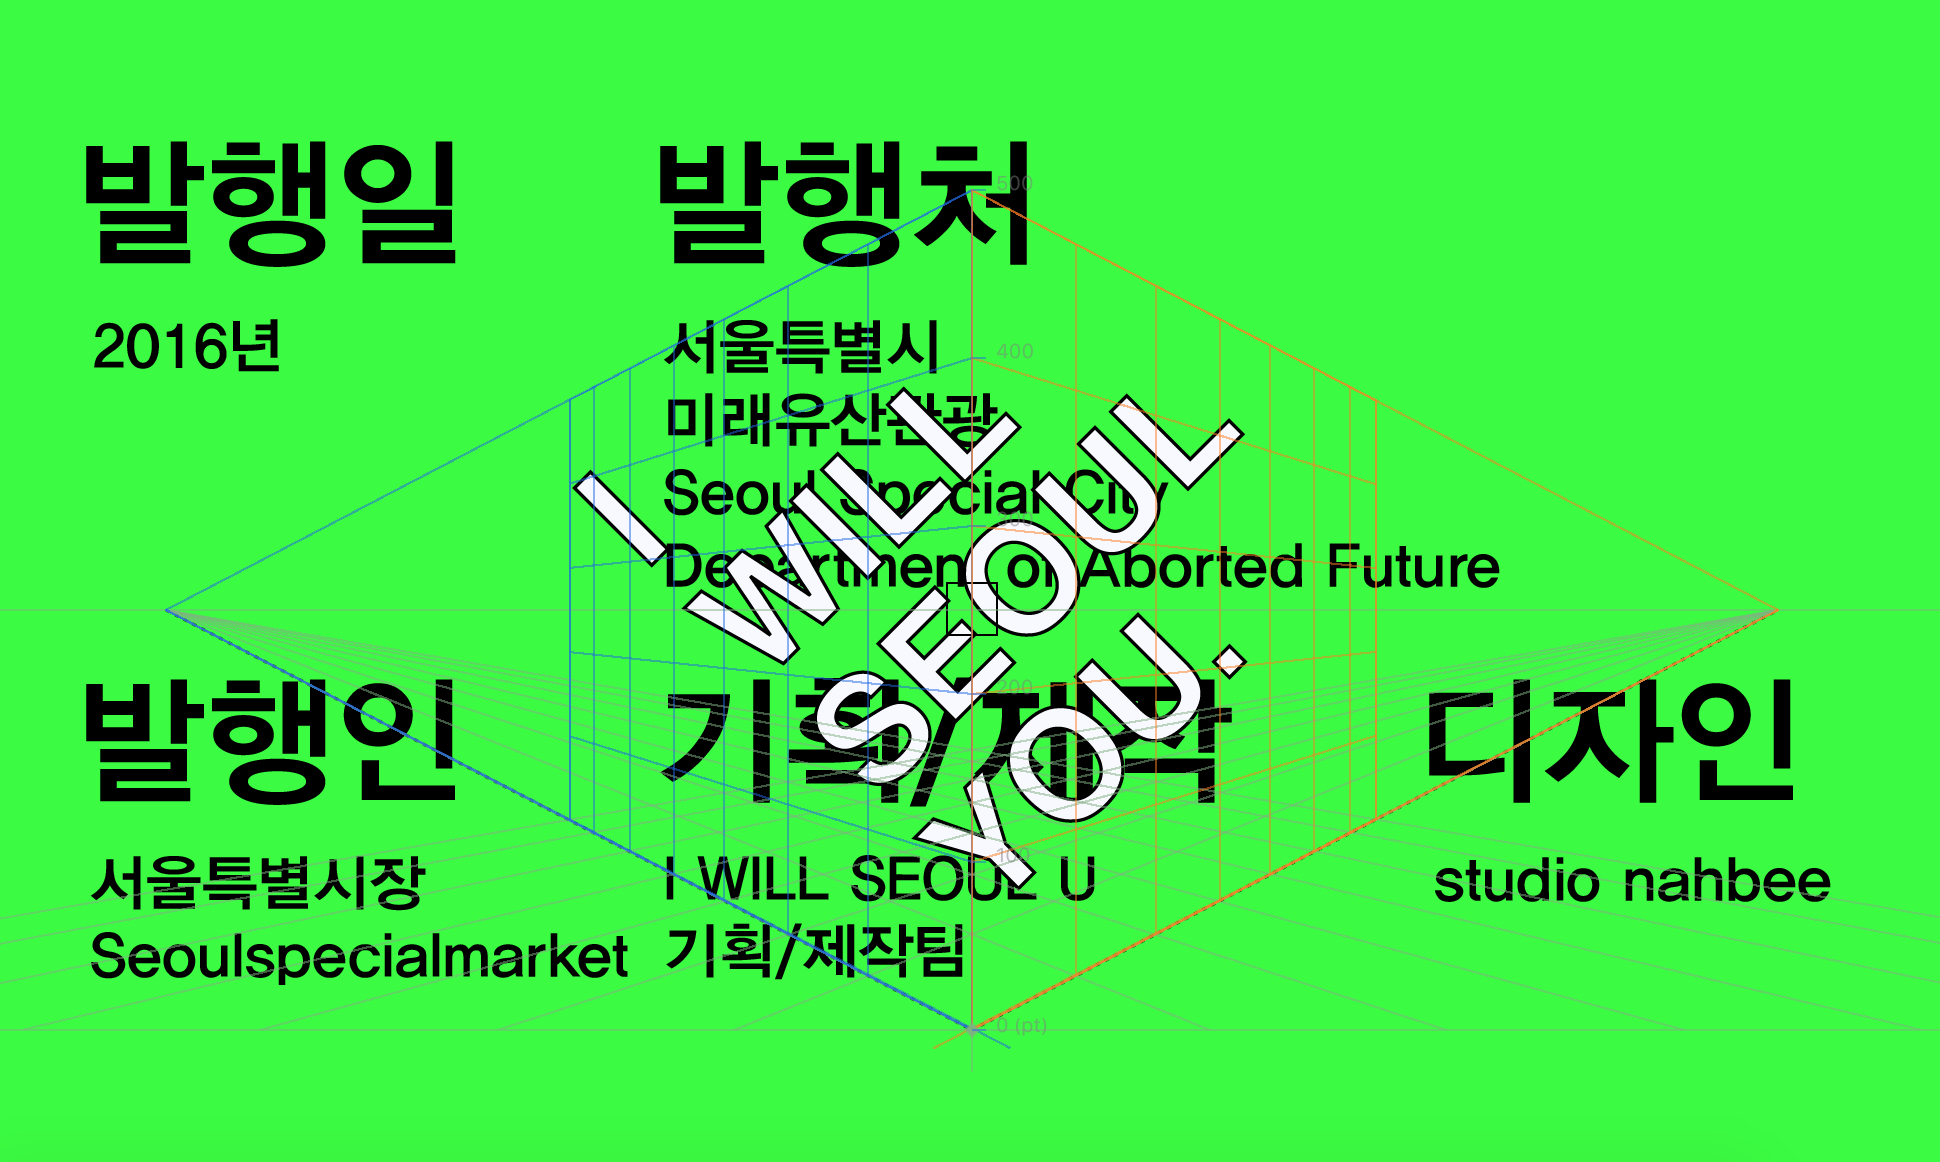 발행일
2016년
발행처
서울특별시
미래유산관광
Seoul Special City
Department of Aborted Future
I
WILL
SEOUL
YOU.
발행인
서울특별시장
Seoulspecialmarket
기획/제작
I WILL SEOUL U
기획/제작팀
디자인
studio nahbee
500
400
300
200
100
0 (pt)